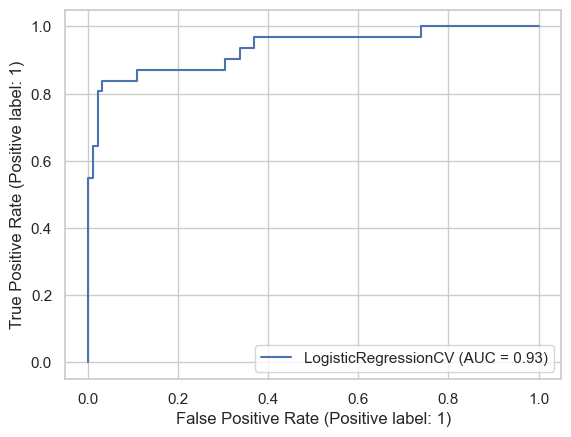 1.0
0.8
0.6
0.4
0.2
0.0
True Positive Rate (Positive label: 1)
LogisticRegressionCV (AUC = 0.93)
0.0 0.2 0.4 0.6 0.8 1.0
False Positive Rate (Positive label: 1)